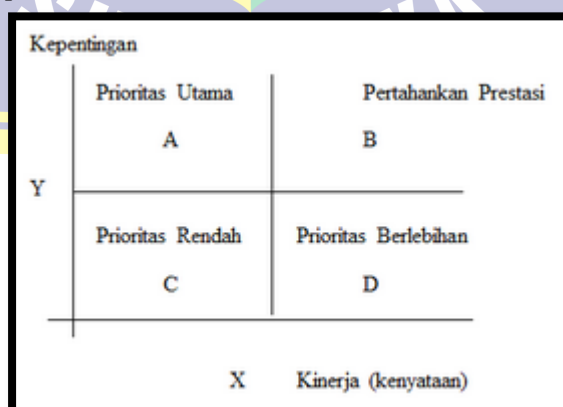 Kepentingan
Prioritas Utama
Pertahankan Prestasi
A
B
Y
Prioritas Rendah
Prioritas Berlebihan
C
D
X
Kinerja (kenyataan)